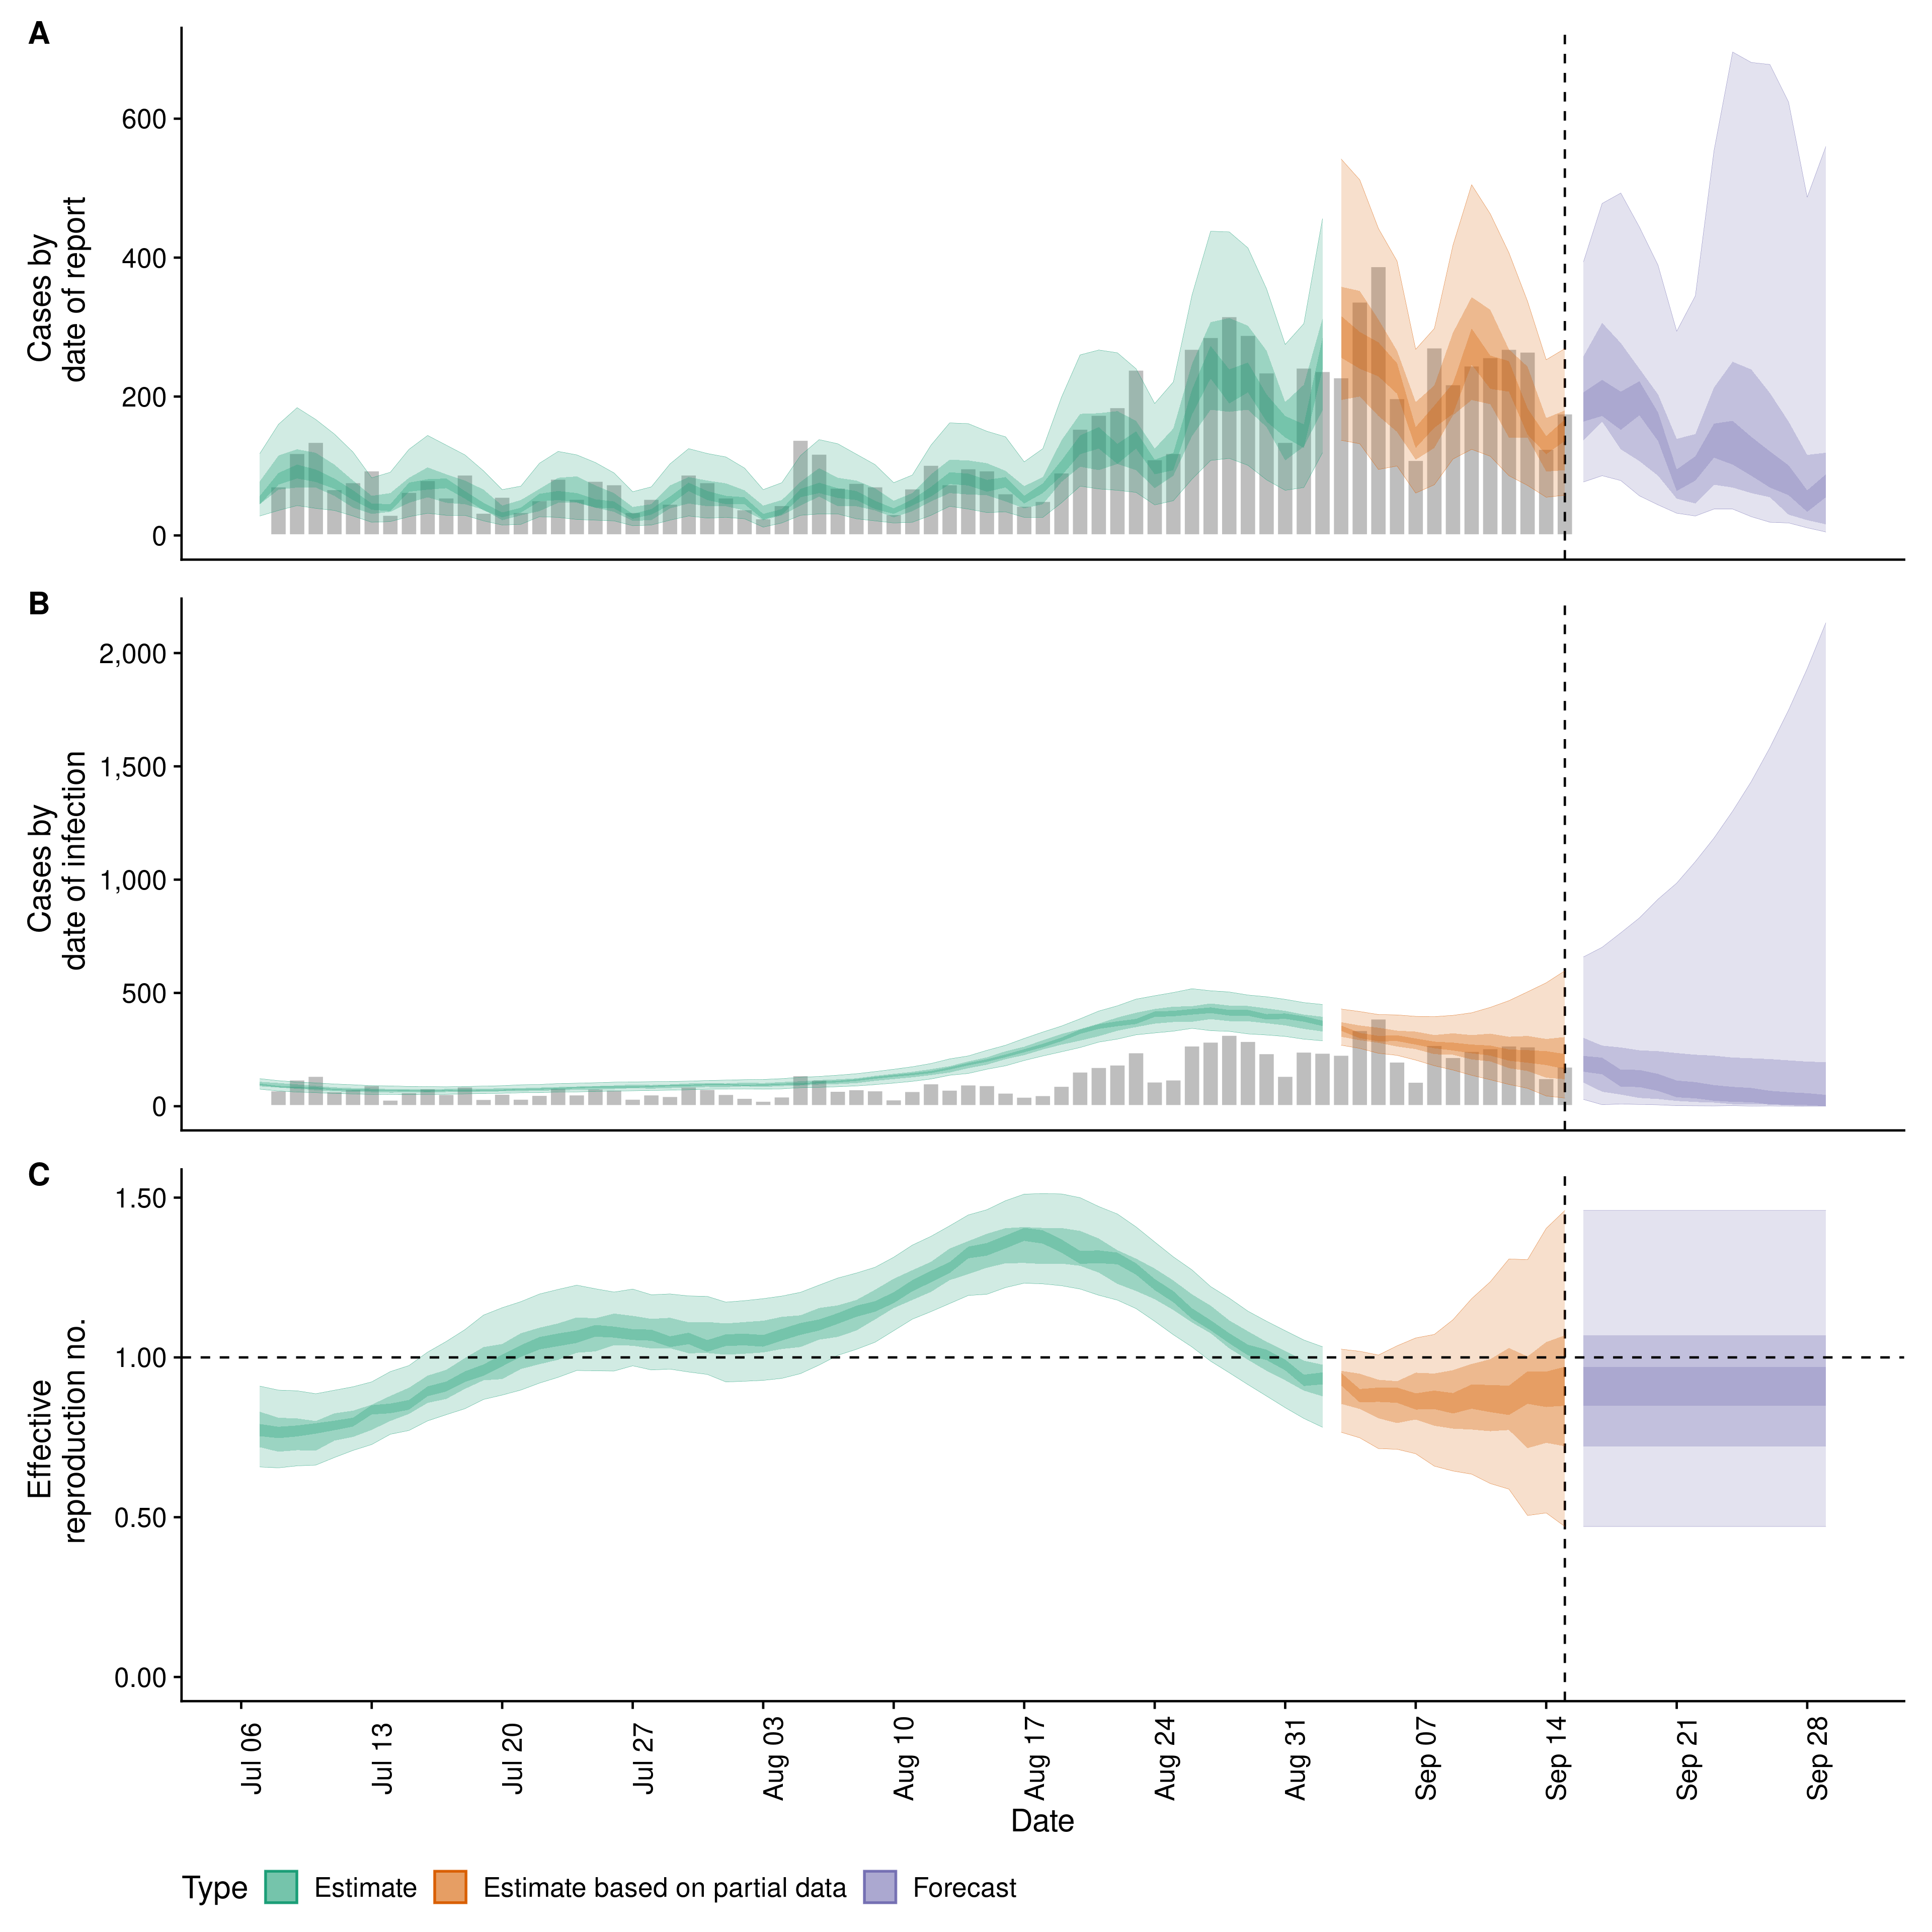 A
Cases by
date of report
600
400
200
0
B
Cases by
date of infection
2,000
1,500
1,000
500
0
C
Effective
reproduction no.
1.50
1.00
0.50
0.00
Jul 06
Jul 13
Jul 20
Jul 27
Aug 03
Aug 10
Aug 17
Aug 24
Aug 31
Sep 07
Sep 14
Sep 21
Sep 28
Date
Type
Estimate
Estimate based on partial data
Forecast